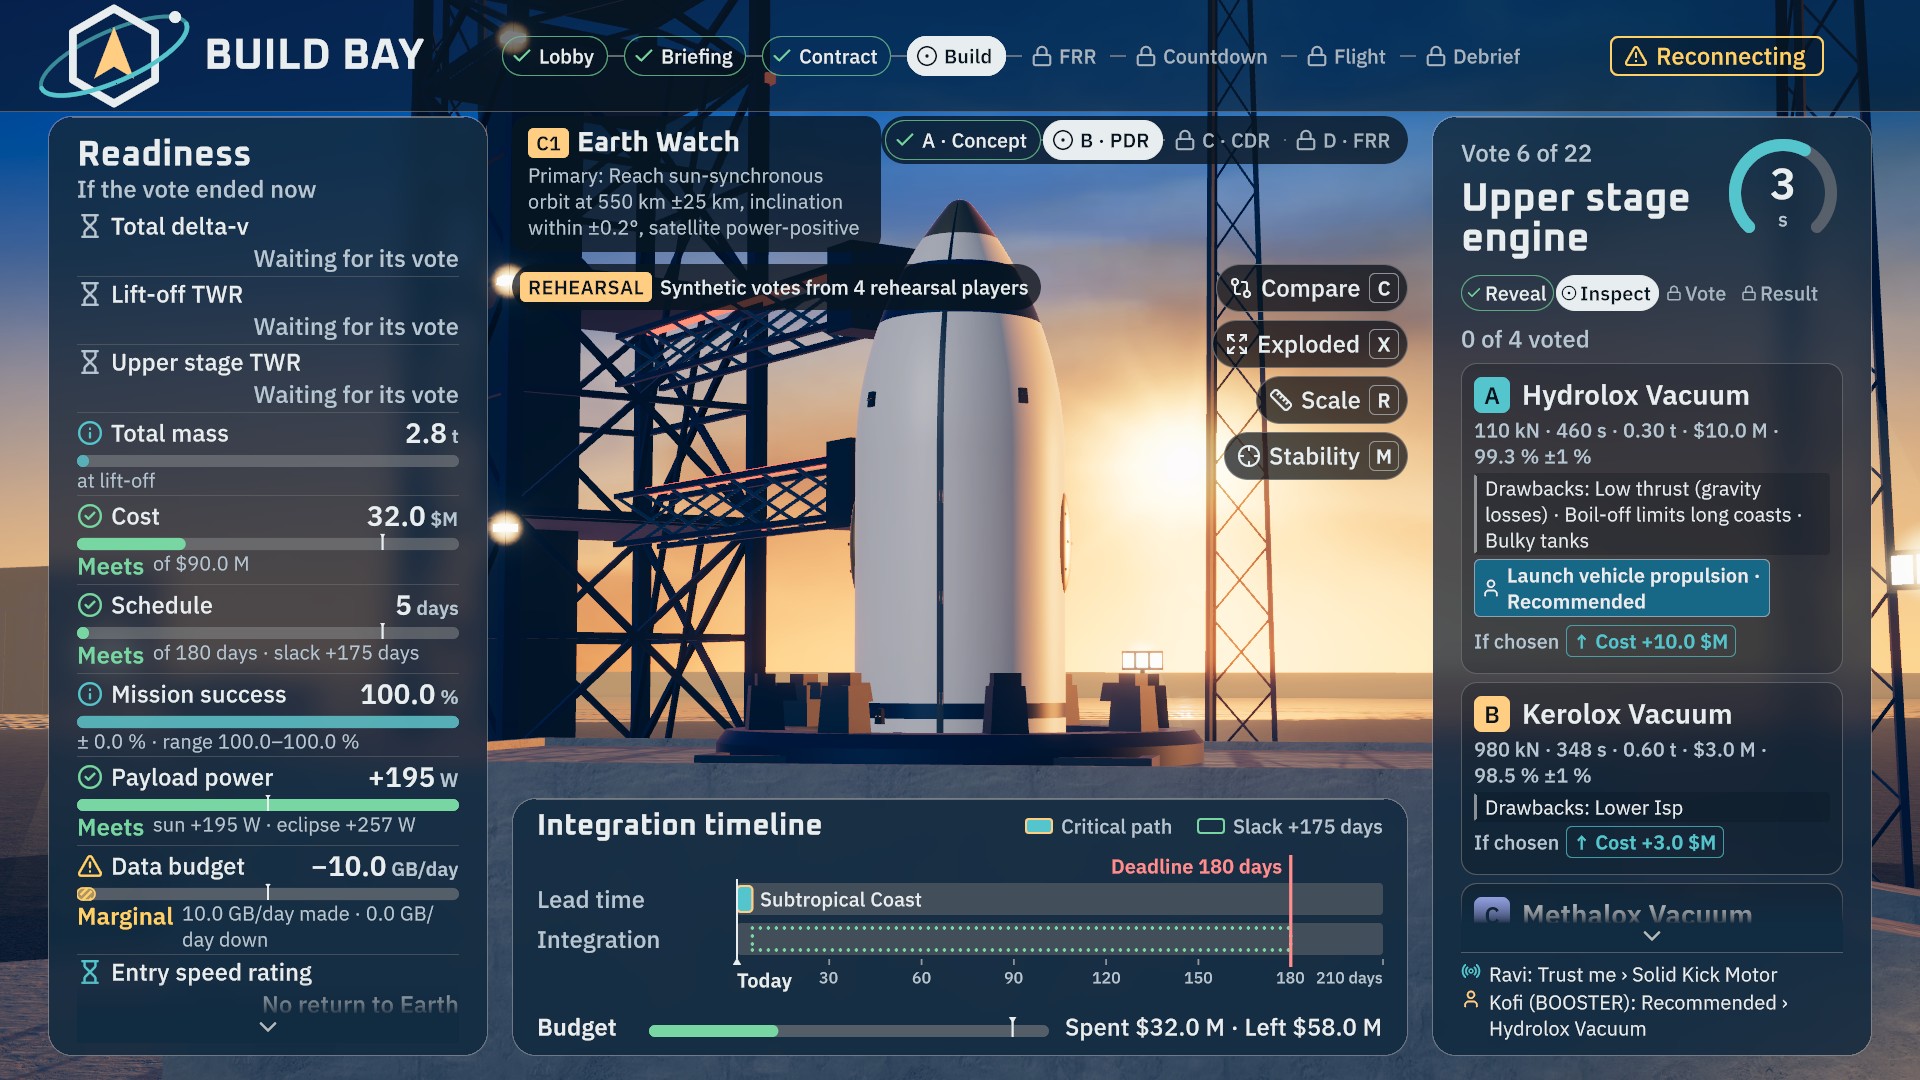 BUILD BAY
Lobby
Briefing
Contract
Build
FRR
Countdown
Flight
Debrief
Reconnecting
Readiness
If the vote ended now
Total delta-v
Waiting for its vote
Lift-off TWR
Waiting for its vote
Upper stage TWR
Waiting for its vote
Total mass 2.8 t
at lift-off
Cost 32.0 $M
Meets of $90.0 M
Schedule 5 days
Meets of 180 days · slack +175 days
Mission success 100.0 %
± 0.0 % · range 100.0–100.0 %
Payload power +195 W
Meets sun +195 W · eclipse +257 W
Data budget −10.0 GB/day
Marginal 10.0 GB/day made · 0.0 GB/
day down
Entry speed rating
No return to Earth
C1 Earth Watch
Primary: Reach sun-synchronous
orbit at 550 km ±25 km, inclination
within ±0.2°, satellite power-positive
A · Concept
B · PDR
C · CDR
D · FRR
REHEARSAL Synthetic votes from 4 rehearsal players
Compare C
Exploded X
Scale R
Stability M
Integration timeline
Critical path
Slack +175 days
Deadline 180 days
Lead time
Subtropical Coast
Integration
Today 30 60 90 120 150 180 210 days
Budget
Spent $32.0 M · Left $58.0 M
Vote 6 of 22
Upper stage
engine
3
s
Reveal
Inspect
Vote
Result
0 of 4 voted
A Hydrolox Vacuum
110 kN · 460 s · 0.30 t · $10.0 M ·
99.3 % ±1 %
Drawbacks: Low thrust (gravity
losses) · Boil-off limits long coasts ·
Bulky tanks
Launch vehicle propulsion ·
Recommended
If chosen ↑ Cost +10.0 $M
B Kerolox Vacuum
980 kN · 348 s · 0.60 t · $3.0 M ·
98.5 % ±1 %
Drawbacks: Lower Isp
If chosen ↑ Cost +3.0 $M
C Methalox Vacuum
Ravi: Trust me › Solid Kick Motor
Kofi (BOOSTER): Recommended ›
Hydrolox Vacuum